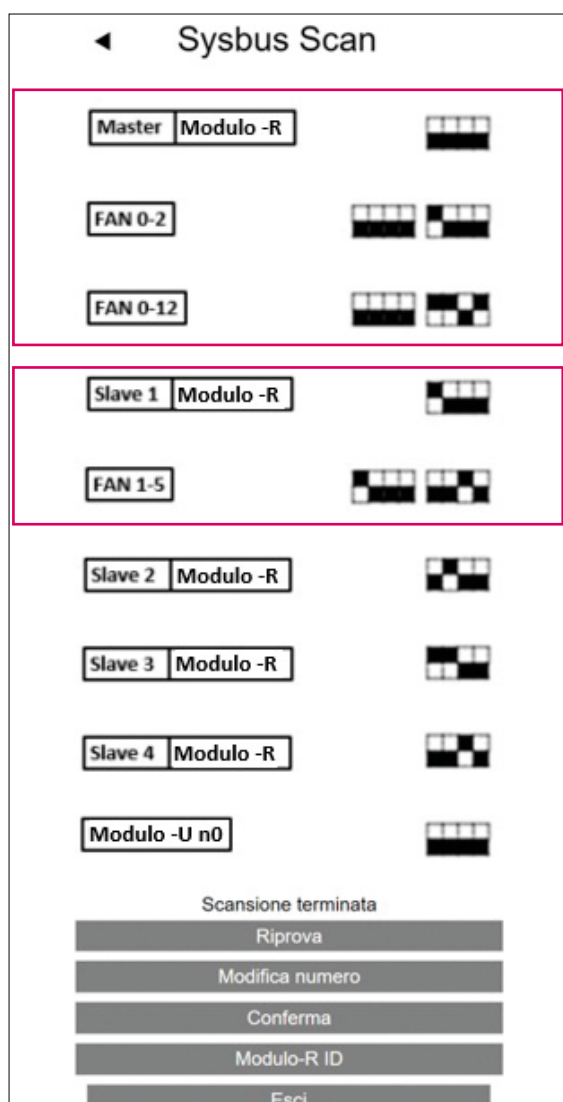 Sysbus Scan
Master Modulo -R
FAN 0-2
FAN 0-12
Slave 1 Modulo -R
FAN 1-5
Slave 2 Modulo -R
Slave 3 Modulo -R
Slave 4 Modulo -R
Modulo -U n0
Scansione terminata
Riprova
Modifica numero
Conferma
Modulo-R ID
Esci